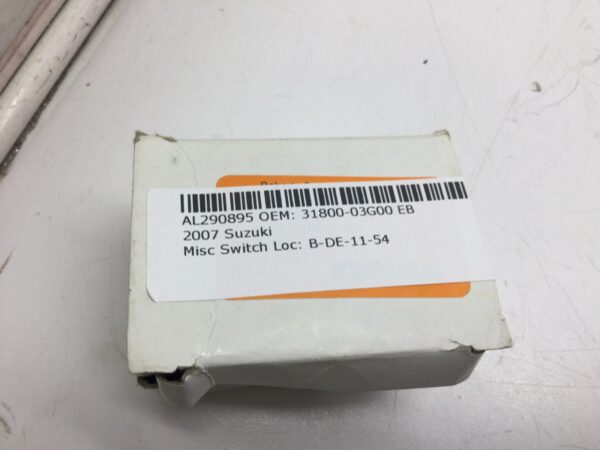 AL290895 OEM: 31800-03G00 EB
2007 Suzuki
Misc Switch Loc: B-DE-11-54